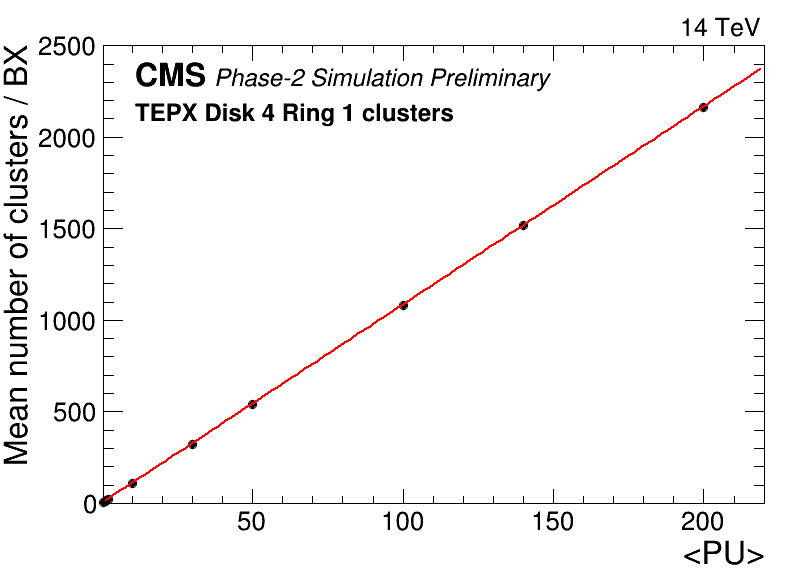 14 TeV
CMS Phase-2 Simulation Preliminary
TEPX Disk 4 Ring 1 clusters
Mean number of clusters / BX
2500
2000
1500
1000
500
0
50 100 150 200
<PU>